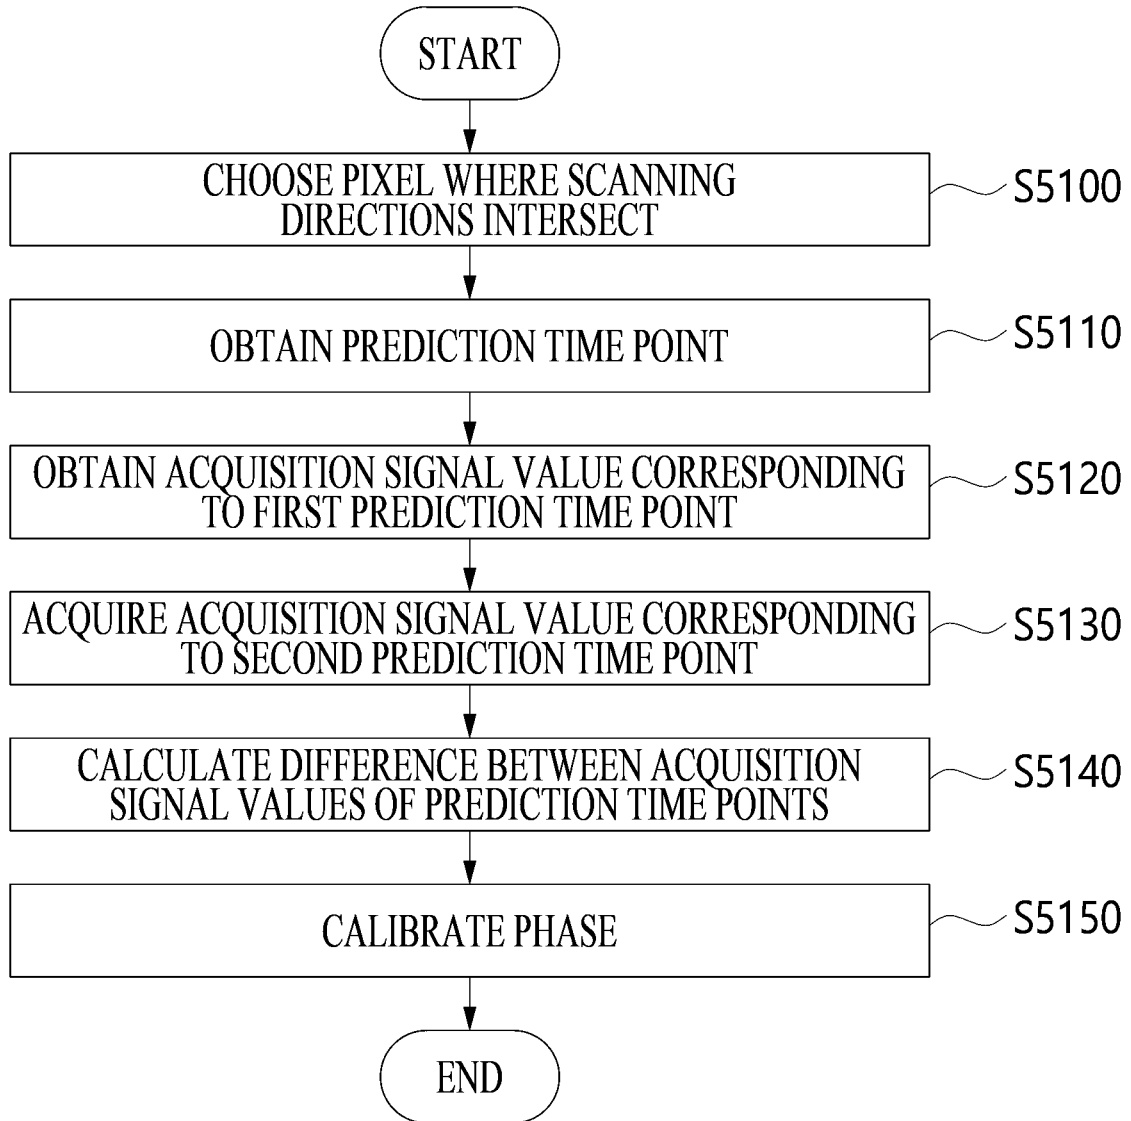 START
CHOOSE PIXEL WHERE SCANNING
DIRECTIONS INTERSECT
S5100
OBTAIN PREDICTION TIME POINT
S5110
OBTAIN ACQUISITION SIGNAL VALUE CORRESPONDING
TO FIRST PREDICTION TIME POINT
S5120
ACQUIRE ACQUISITION SIGNAL VALUE CORRESPONDING
TO SECOND PREDICTION TIME POINT
S5130
CALCULATE DIFFERENCE BETWEEN ACQUISITION
SIGNAL VALUES OF PREDICTION TIME POINTS
S5140
CALIBRATE PHASE
S5150
END